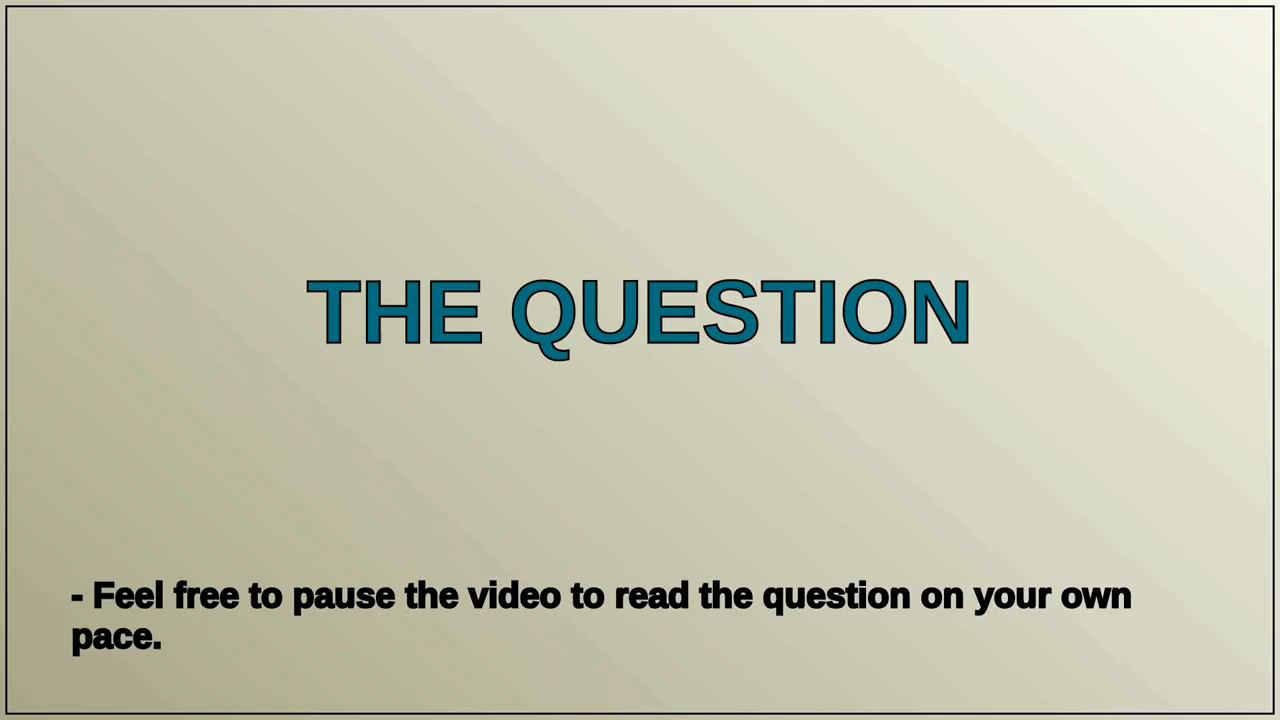 THE QUESTION
- Feel free to pause the video to read the question on your own
pace.